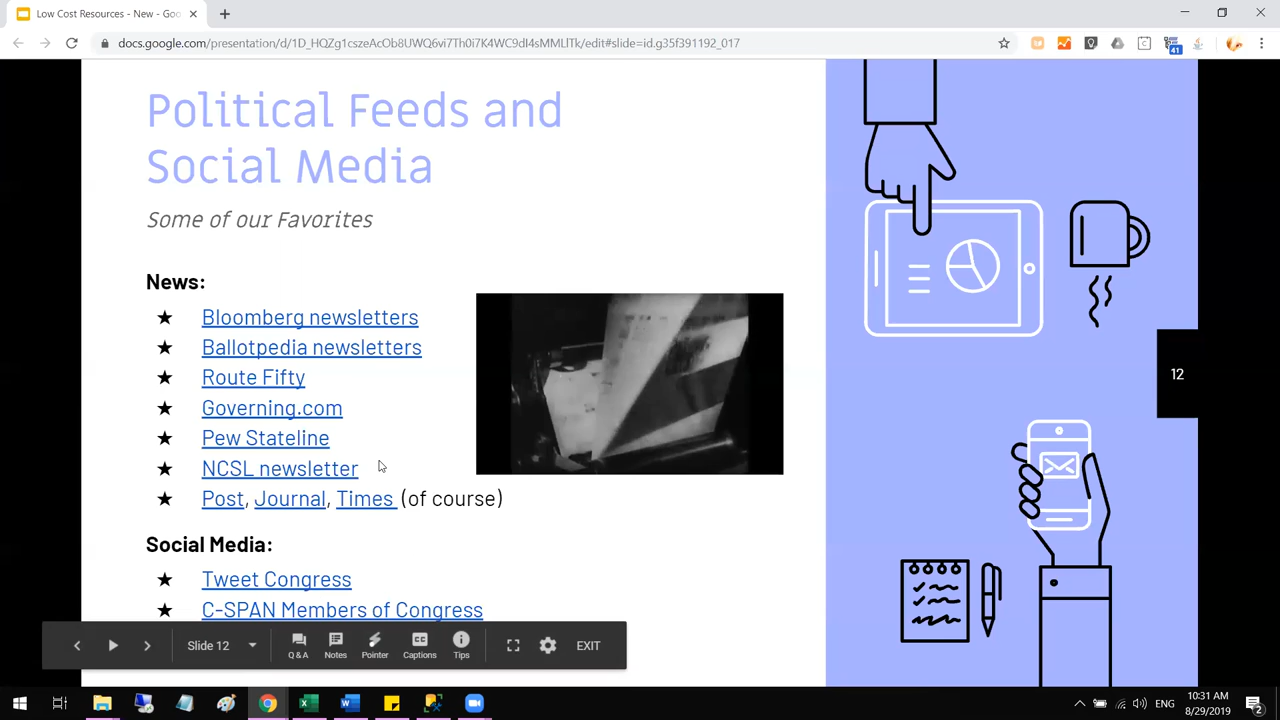 Low Cost Resources - New - Goo
docs.google.com/presentation/d/1D_HQZg1cszeAcOb8UWQ6vi7Th0i7K4WC9dI4sMMLlTk/edit#slide=id.g35f391192_017
41
Political Feeds and
Social Media
Some of our Favorites
News:
★ Bloomberg newsletters
★ Ballotpedia newsletters
★ Route Fifty
★ Governing.com
★ Pew Stateline
★ NCSL newsletter
★ Post, Journal, Times (of course)
Social Media:
★ Tweet Congress
★ C-SPAN Members of Congress
12
Slide 12
Q & A
Notes
Pointer
Captions
Tips
EXIT
ENG
10:31 AM
8/29/2019
2